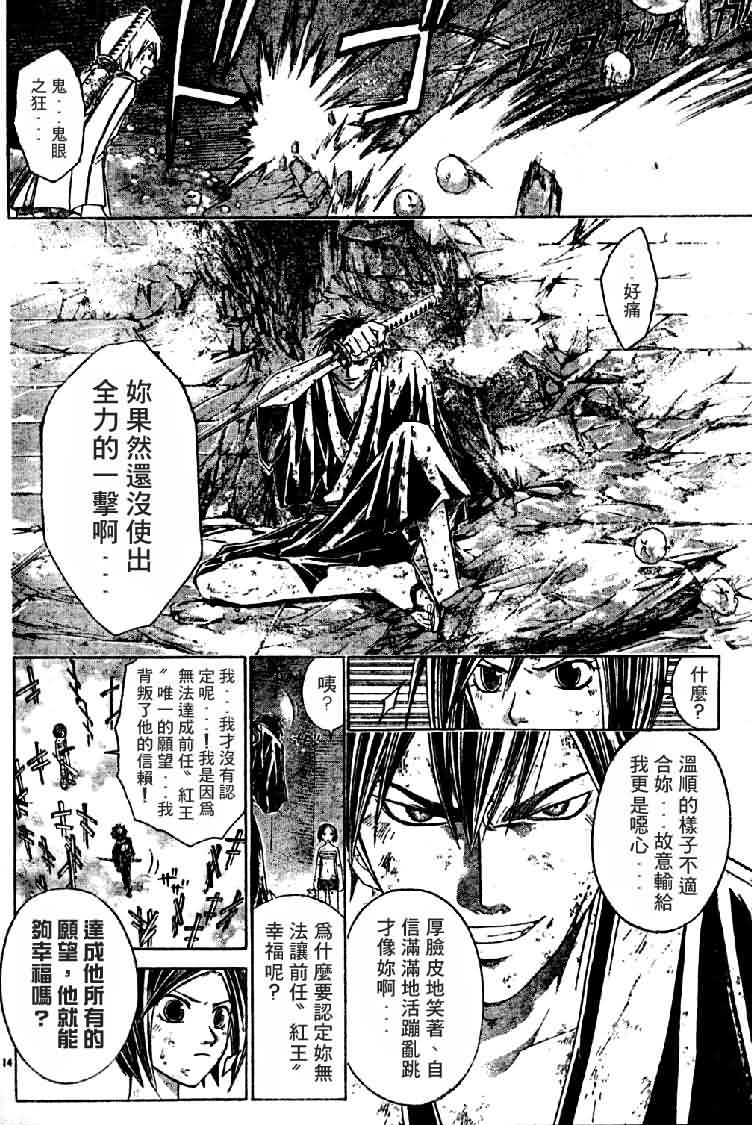 ガガガガ
鬼...鬼眼
之狂...
...好痛
妳果然還沒使出
全力的一擊啊...
什麼?
溫順的樣子不適
合妳...故意輸給
我更是噁心...
厚臉皮地笑著、自
信滿滿地活蹦亂跳
才像妳啊...
咦?
為什麼要認定妳無
法讓前任〝紅王〞
幸福呢?
我...我才沒有認
定呢...!我是因為
無法達成前任〝紅王
〞唯一的願望...我
背叛了他的信賴!
達成他所有的
願望,他就能
夠幸福嗎?
14